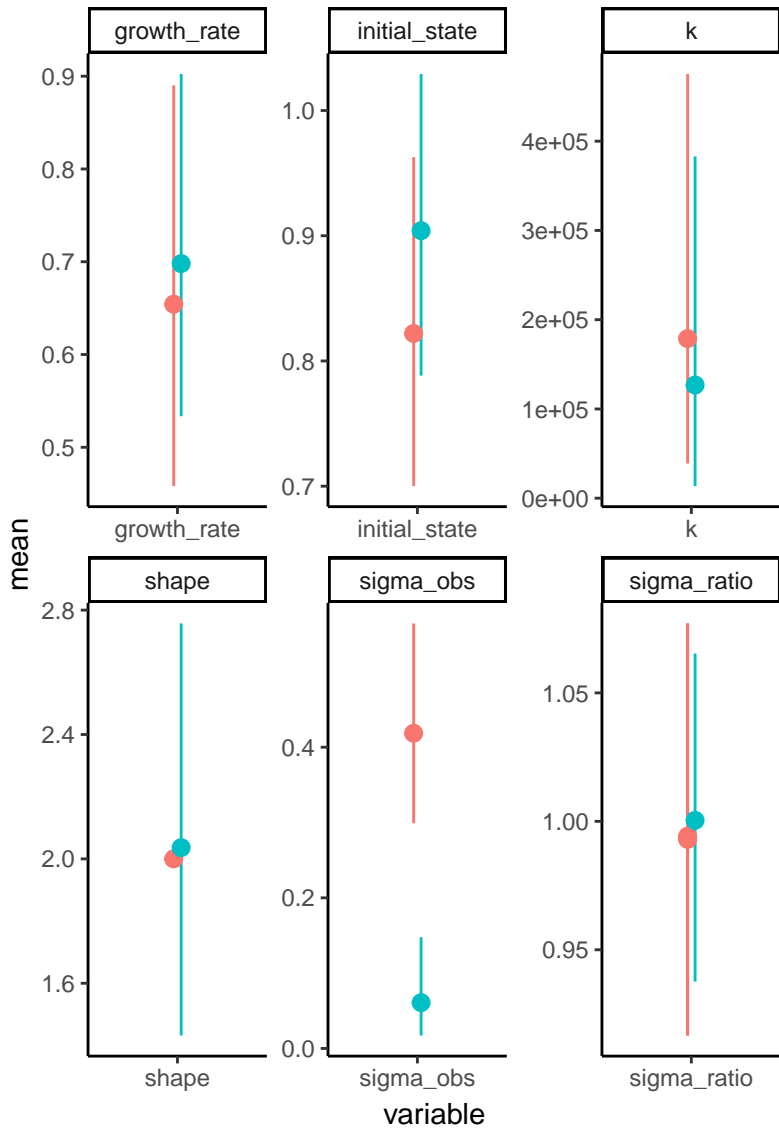 growth_rate
initial_state
k
0.9
0.8
0.7
0.6
0.5
1.0
0.9
0.8
0.7
4e+05
3e+05
2e+05
1e+05
0e+00
growth_rate
initial_state
k
mean
shape
sigma_obs
sigma_ratio
2.8
2.4
2.0
1.6
0.4
0.2
0.0
1.05
1.00
0.95
shape
sigma_obs
sigma_ratio
variable